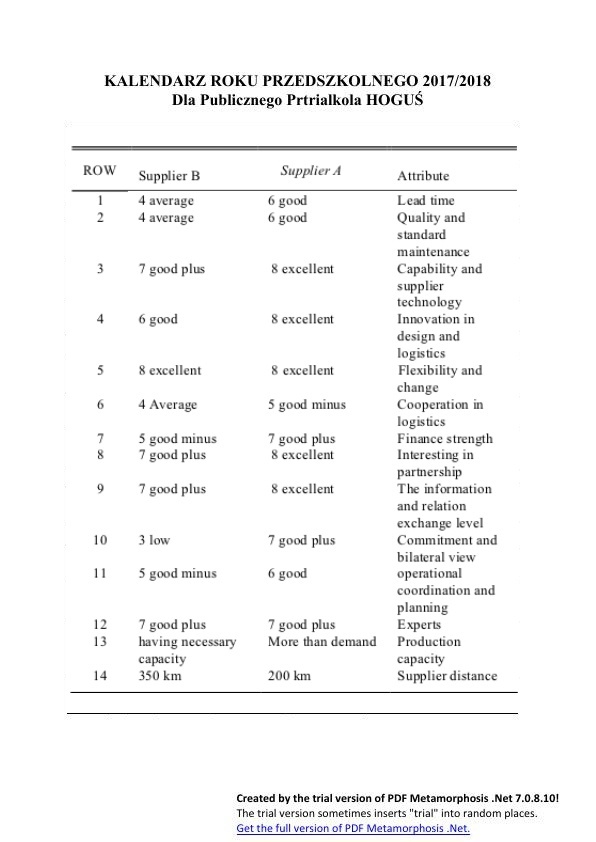 KALENDARZ ROKU PRZEDSZKOLNEGO 2017/2018
Dla Publicznego Prtrialkola HOGUŚ
ROW Supplier B Supplier A Attribute
1 4 average 6 good Lead time
2 4 average 6 good Quality and
standard
maintenance
3 7 good plus 8 excellent Capability and
supplier
technology
4 6 good 8 excellent Innovation in
design and
logistics
5 8 excellent 8 excellent Flexibility and
change
6 4 Average 5 good minus Cooperation in
logistics
7 5 good minus 7 good plus Finance strength
8 7 good plus 8 excellent Interesting in
partnership
9 7 good plus 8 excellent The information
and relation
exchange level
10 3 low 7 good plus Commitment and
bilateral view
11 5 good minus 6 good operational
coordination and
planning
12 7 good plus 7 good plus Experts
13 having necessary More than demand Production
capacity capacity
14 350 km 200 km Supplier distance
Created by the trial version of PDF Metamorphosis .Net 7.0.8.10!
The trial version sometimes inserts "trial" into random places.
Get the full version of PDF Metamorphosis .Net.